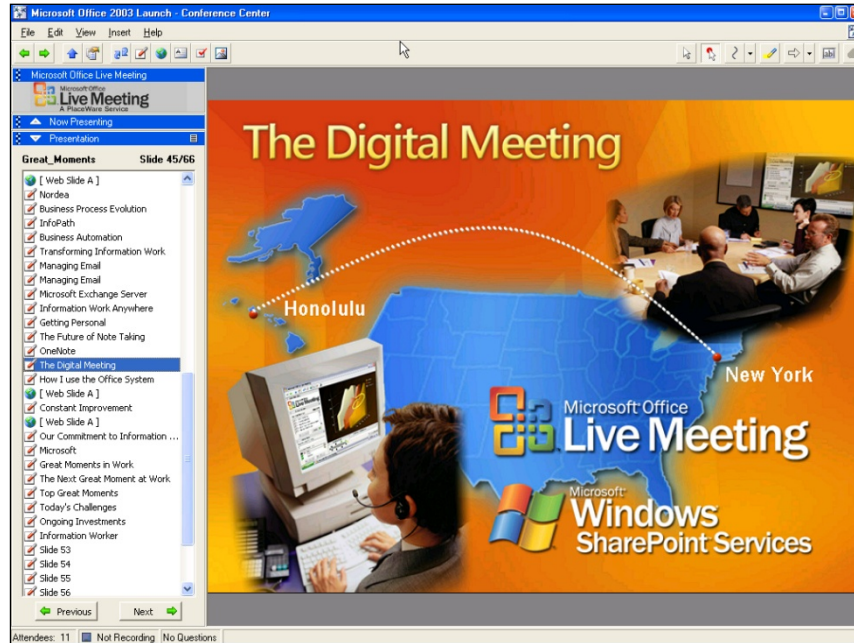 Microsoft Office 2003 Launch - Conference Center
File Edit View Insert Help
Microsoft Office Live Meeting
Microsoft Office
Live Meeting
A PlaceWare Service
Now Presenting
Presentation
Great_Moments Slide 45/66
[ Web Slide A ]
Nordea
Business Process Evolution
InfoPath
Business Automation
Transforming Information Work
Managing Email
Managing Email
Microsoft Exchange Server
Information Work Anywhere
Getting Personal
The Future of Note Taking
OneNote
The Digital Meeting
How I use the Office System
[ Web Slide A ]
Constant Improvement
[ Web Slide A ]
Our Commitment to Information ...
Microsoft
Great Moments in Work
The Next Great Moment at Work
Top Great Moments
Today's Challenges
Ongoing Investments
Information Worker
Slide 53
Slide 54
Slide 55
Slide 56
Previous Next
Attendees: 11 Not Recording No Questions
The Digital Meeting
Honolulu
New York
Microsoft Office
Live Meeting
Microsoft
Windows
SharePoint Services